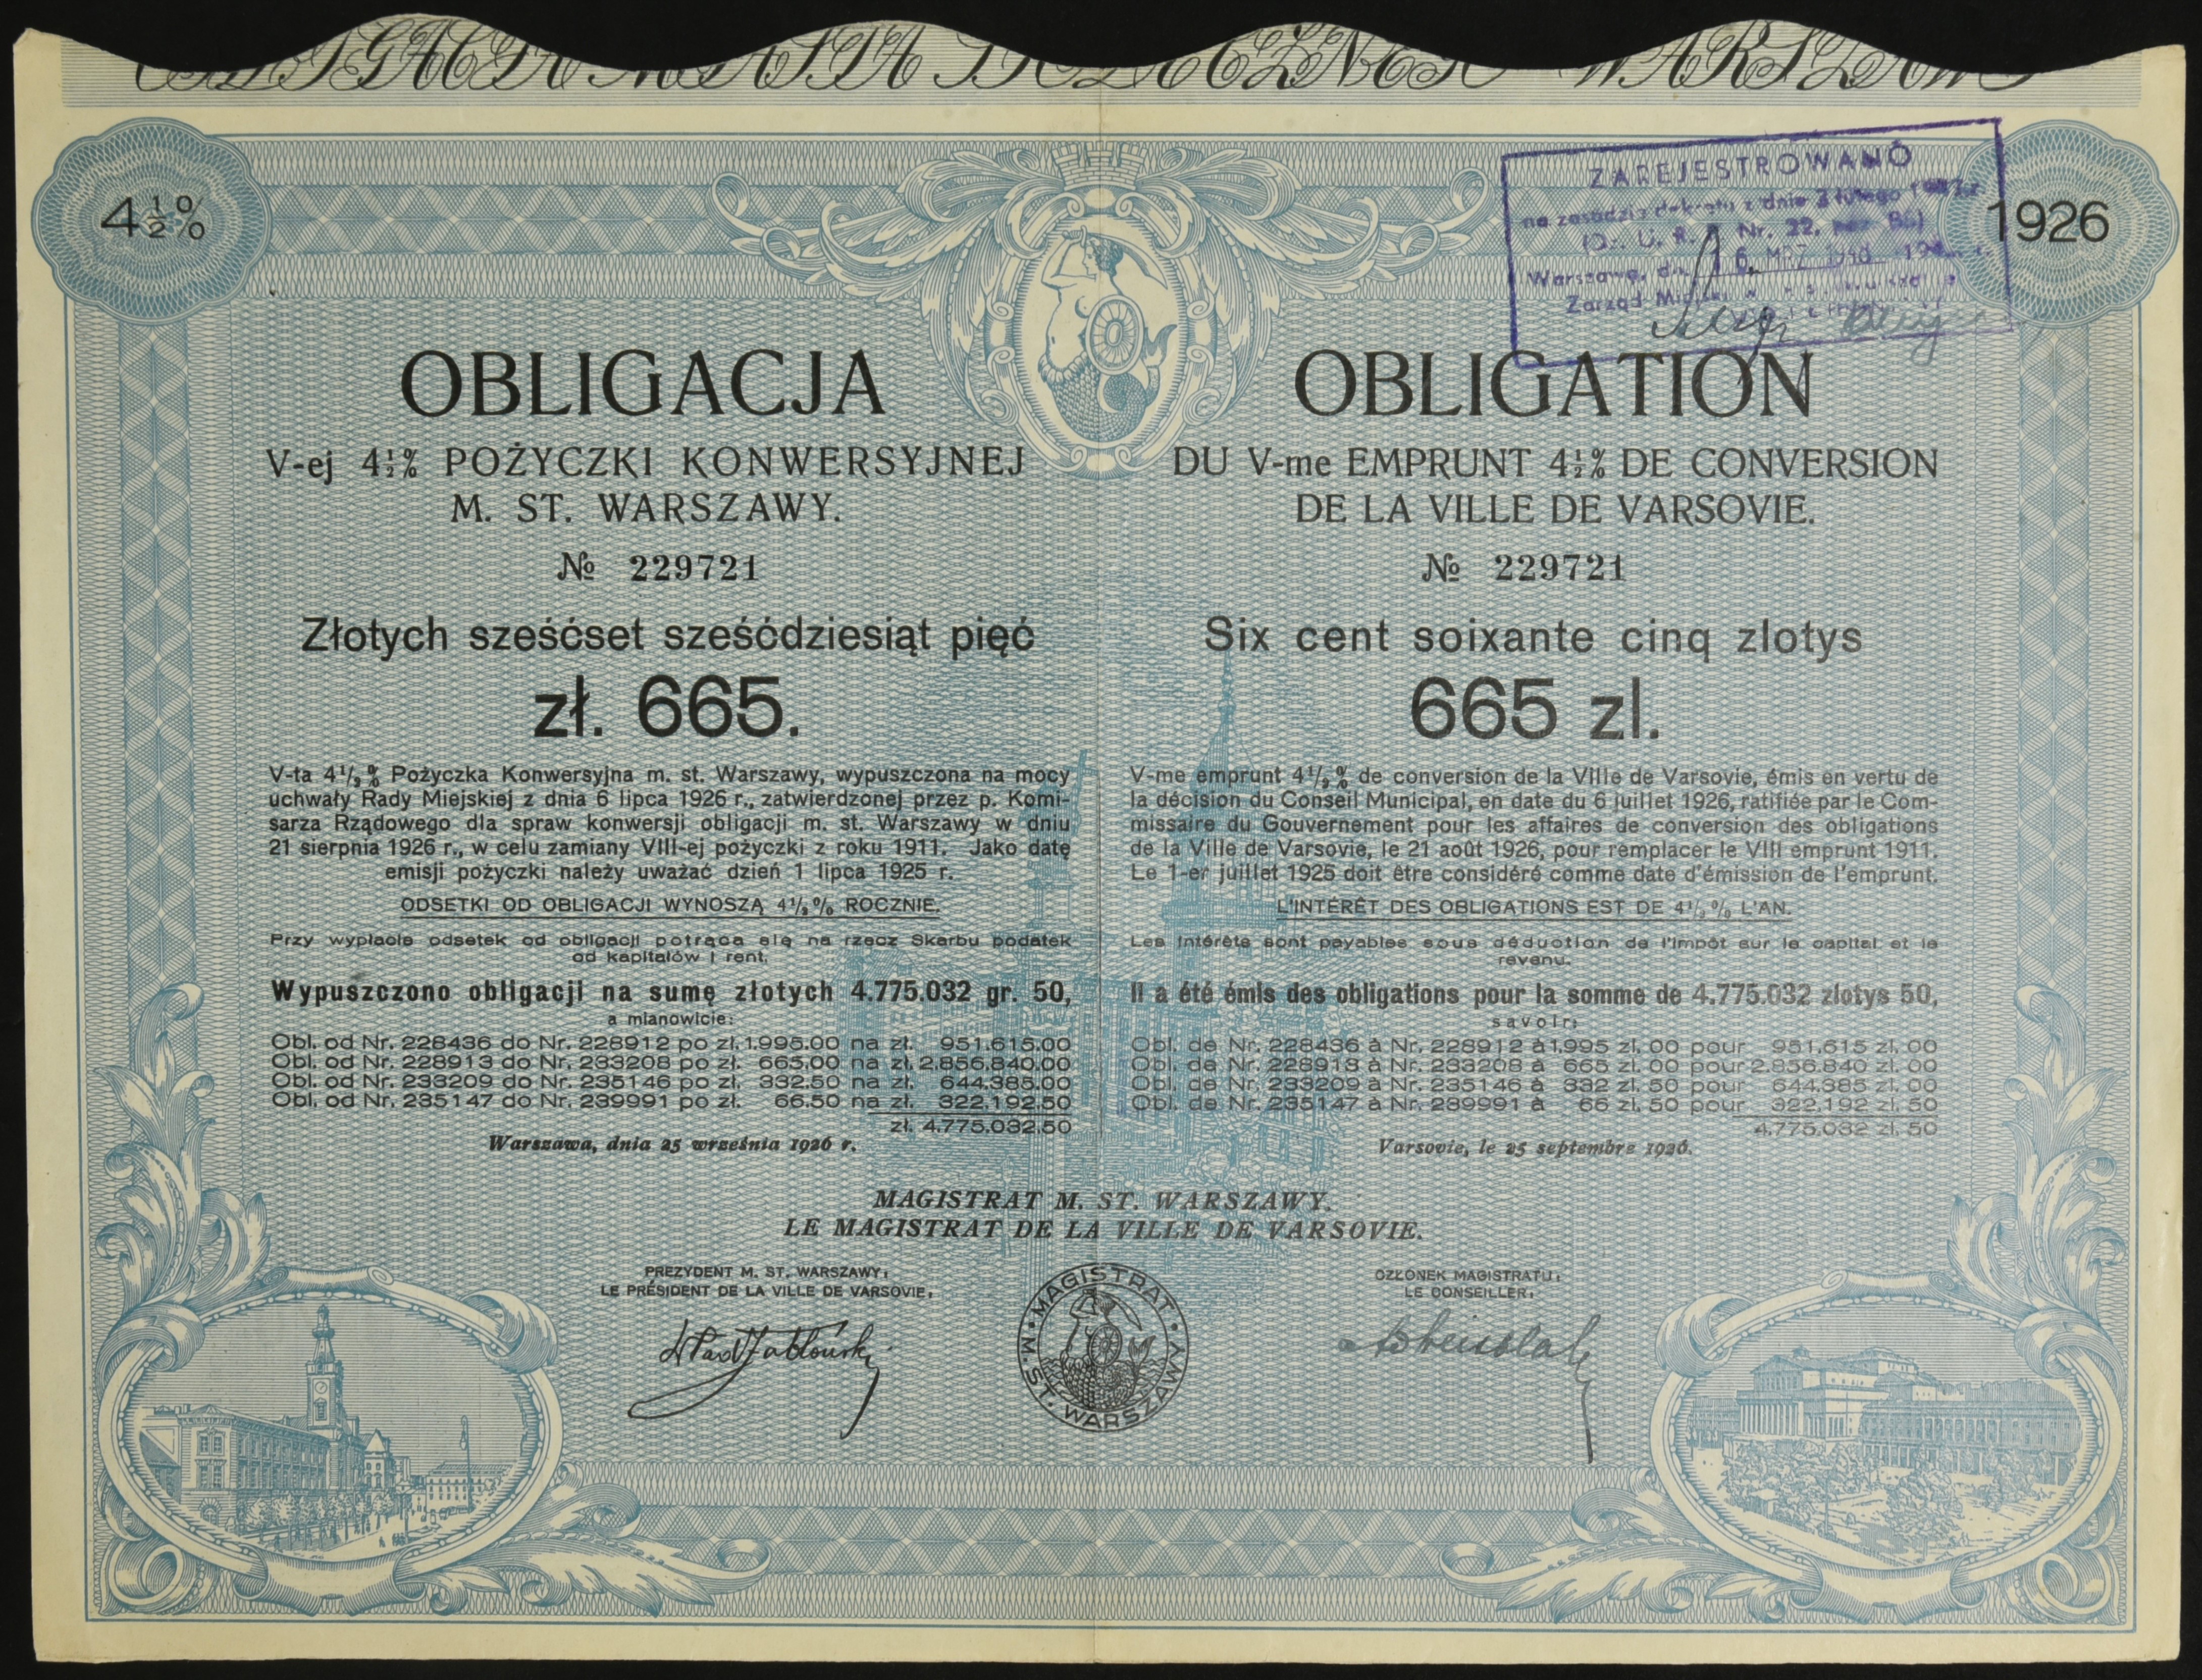 OBLIGACJA MIASTA STOŁECZNEGO WARSZAWY
4½%
1926
ZAREJESTROWANO
na zasadzie dekretu z dnia 3 lutego
(Dz. U. R. Nr. 22,
Warszawa, dn. 16. MRZ 1948 194
Zarząd
OBLIGACJA
V-ej 4½% POŻYCZKI KONWERSYJNEJ
M. ST. WARSZAWY.
№ 229721
Złotych sześćset sześćdziesiąt pięć
zł. 665.
V-ta 4½% Pożyczka Konwersyjna m. st. Warszawy, wypuszczona na mocy
uchwały Rady Miejskiej z dnia 6 lipca 1926 r., zatwierdzonej przez p. Komi-
sarza Rządowego dla spraw konwersji obligacji m. st. Warszawy w dniu
21 sierpnia 1926 r., w celu zamiany VIII-ej pożyczki z roku 1911. Jako datę
emisji pożyczki należy uważać dzień 1 lipca 1925 r.
ODSETKI OD OBLIGACJI WYNOSZĄ 4½% ROCZNIE.
Przy wypłacie odsetek od obligacji potrąca się na rzecz Skarbu podatek
od kapitałów i rent.
Wypuszczono obligacji na sumę złotych 4.775.032 gr. 50,
a mianowicie:
Obl. od Nr. 228436 do Nr. 228912 po zł. 1.995.00 na zł. 951.615.00
Obl. od Nr. 228913 do Nr. 233208 po zł. 665.00 na zł. 2.856.840.00
Obl. od Nr. 233209 do Nr. 235146 po zł. 332.50 na zł. 644.385.00
Obl. od Nr. 235147 do Nr. 239991 po zł. 66.50 na zł. 322.192.50
zł. 4.775.032.50
Warszawa, dnia 25 września 1926 r.
OBLIGATION
DU V-me EMPRUNT 4½% DE CONVERSION
DE LA VILLE DE VARSOVIE.
№ 229721
Six cent soixante cinq zlotys
665 zl.
V-me emprunt 4½% de conversion de la Ville de Varsovie, émis en vertu de
la décision du Conseil Municipal, en date du 6 juillet 1926, ratifiée par le Com-
missaire du Gouvernement pour les affaires de conversion des obligations
de la Ville de Varsovie, le 21 août 1926, pour remplacer le VIII emprunt 1911.
Le 1-er juillet 1925 doit être considéré comme date d'émission de l'emprunt.
L'INTÉRÊT DES OBLIGATIONS EST DE 4½% L'AN.
Les intérêts sont payables sous déduction de l'impôt sur le capital et le
revenu.
Il a été émis des obligations pour la somme de 4.775.032 zlotys 50,
savoir:
Obl. de Nr. 228436 à Nr. 228912 à 1.995 zl. 00 pour 951.615 zl. 00
Obl. de Nr. 228913 à Nr. 233208 à 665 zl. 00 pour 2.856.840 zl. 00
Obl. de Nr. 233209 à Nr. 235146 à 332 zl. 50 pour 644.385 zl. 00
Obl. de Nr. 235147 à Nr. 239991 à 66 zl. 50 pour 322.192 zl. 50
4.775.032 zl. 50
Varsovie, le 25 septembre 1926.
MAGISTRAT M. ST. WARSZAWY.
LE MAGISTRAT DE LA VILLE DE VARSOVIE.
PREZYDENT M. ST. WARSZAWY,
LE PRÉSIDENT DE LA VILLE DE VARSOVIE,
CZŁONEK MAGISTRATU,
LE CONSEILLER,
MAGISTRAT M. ST. WARSZAWY